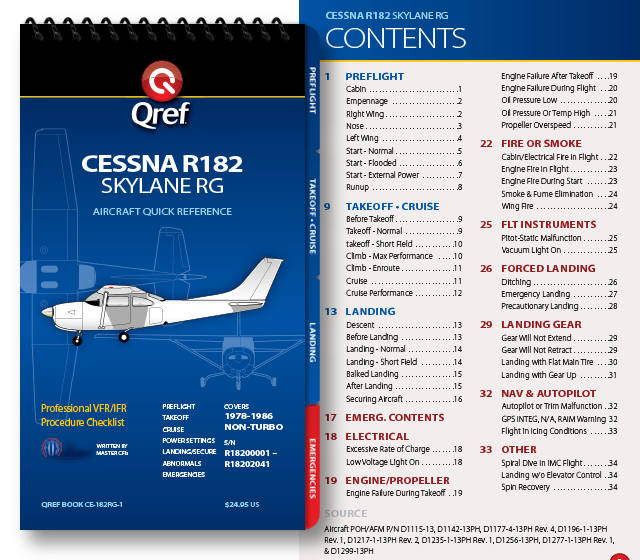 Qref
CESSNA R182
SKYLANE RG
AIRCRAFT QUICK REFERENCE
Professional VFR/IFR
Procedure Checklist
WRITTEN BY
MASTER CFIs
PREFLIGHT
TAKEOFF
CRUISE
POWER SETTINGS
LANDING/SECURE
ABNORMALS
EMERGENCIES
COVERS
1978-1986
NON-TURBO
S/N
R18200001 –
R18202041
QREF BOOK CE-182RG-1
$24.95 US
PREFLIGHT
TAKEOFF • CRUISE
LANDING
EMERGENCIES
CESSNA R182 SKYLANE RG
CONTENTS
1 PREFLIGHT
Cabin ..............................1
Empennage ..................2
Right Wing ...................2
Nose ..............................3
Left Wing ......................4
Start - Normal ...............5
Start - Flooded ..............6
Start - External Power ......7
Runup ...........................8
9 TAKEOFF • CRUISE
Before Takeoff ................9
Takeoff - Normal .............9
takeoff - Short Field .........10
Climb - Max Performance ....10
Climb - Enroute .............11
Cruise ..........................11
Cruise Performance ..........12
13 LANDING
Descent .......................13
Before Landing ..............13
Landing - Normal ............14
Landing - Short Field ........14
Balked Landing ..............15
After Landing ................15
Securing Aircraft .............16
17 EMERG. CONTENTS
18 ELECTRICAL
Excessive Rate of Charge ......18
Low Voltage Light On .........18
19 ENGINE/PROPELLER
Engine Failure During Takeoff ..19
Engine Failure After Takeoff ....19
Engine Failure During Flight ...20
Oil Pressure Low .............20
Oil Pressure Or Temp High ....21
Propeller Overspeed ..........21
22 FIRE OR SMOKE
Cabin/Electrical Fire in Flight ..22
Engine Fire in Flight ..........23
Engine Fire During Start ......23
Smoke & Fume Elimination ...24
Wing Fire .....................24
25 FLT INSTRUMENTS
Pitot-Static Malfunction .......25
Vacuum Light On .............25
26 FORCED LANDING
Ditching .......................26
Emergency Landing ..........27
Precautionary Landing ........28
29 LANDING GEAR
Gear Will Not Extend ..........29
Gear Will Not Retract .........29
Landing with Flat Main Tire ...30
Landing with Gear Up ........31
32 NAV & AUTOPILOT
Autopilot or Trim Malfunction ..32
GPS INTEG, N/A, RAIM Warning 32
Flight in Icing Conditions .....33
33 OTHER
Spiral Dive in IMC Flight .......34
Landing w/o Elevator Control ..34
Spin Recovery ................34
SOURCE
Aircraft POH/AFM P/N D1115-13, D1142-13PH, D1177-4-13PH Rev. 4, D1196-1-13PH
Rev. 1, D1217-1-13PH Rev. 2, D1235-1-13PH Rev. 1, D1256-13PH, D1277-1-13PH Rev. 1,
& D1299-13PH